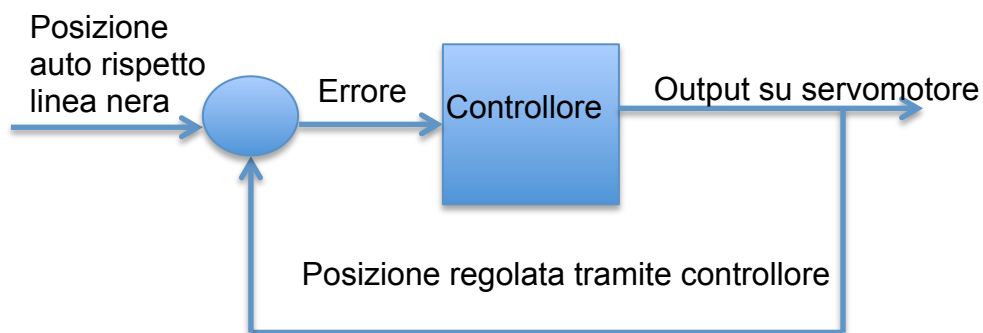 Posizione
auto rispetto
linea nera
Errore
Controllore
Output su servomotore
Posizione regolata tramite controllore